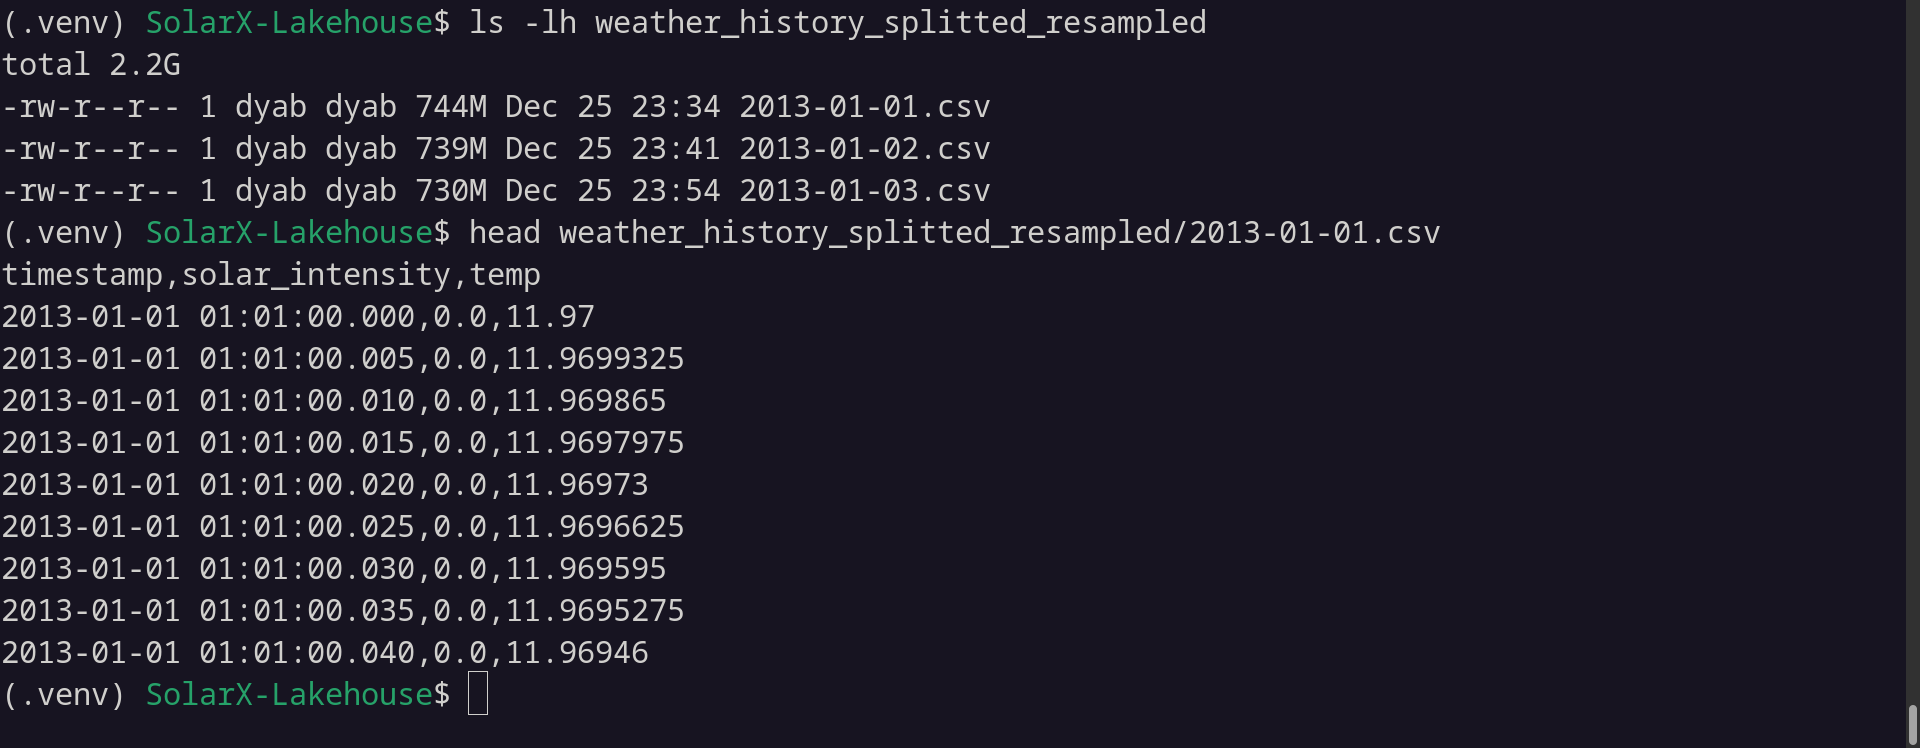 (.venv) SolarX-Lakehouse$ ls -lh weather_history_splitted_resampled
total 2.2G
-rw-r--r-- 1 dyab dyab 744M Dec 25 23:34 2013-01-01.csv
-rw-r--r-- 1 dyab dyab 739M Dec 25 23:41 2013-01-02.csv
-rw-r--r-- 1 dyab dyab 730M Dec 25 23:54 2013-01-03.csv
(.venv) SolarX-Lakehouse$ head weather_history_splitted_resampled/2013-01-01.csv
timestamp,solar_intensity,temp
2013-01-01 01:01:00.000,0.0,11.97
2013-01-01 01:01:00.005,0.0,11.9699325
2013-01-01 01:01:00.010,0.0,11.969865
2013-01-01 01:01:00.015,0.0,11.9697975
2013-01-01 01:01:00.020,0.0,11.96973
2013-01-01 01:01:00.025,0.0,11.9696625
2013-01-01 01:01:00.030,0.0,11.969595
2013-01-01 01:01:00.035,0.0,11.9695275
2013-01-01 01:01:00.040,0.0,11.96946
(.venv) SolarX-Lakehouse$